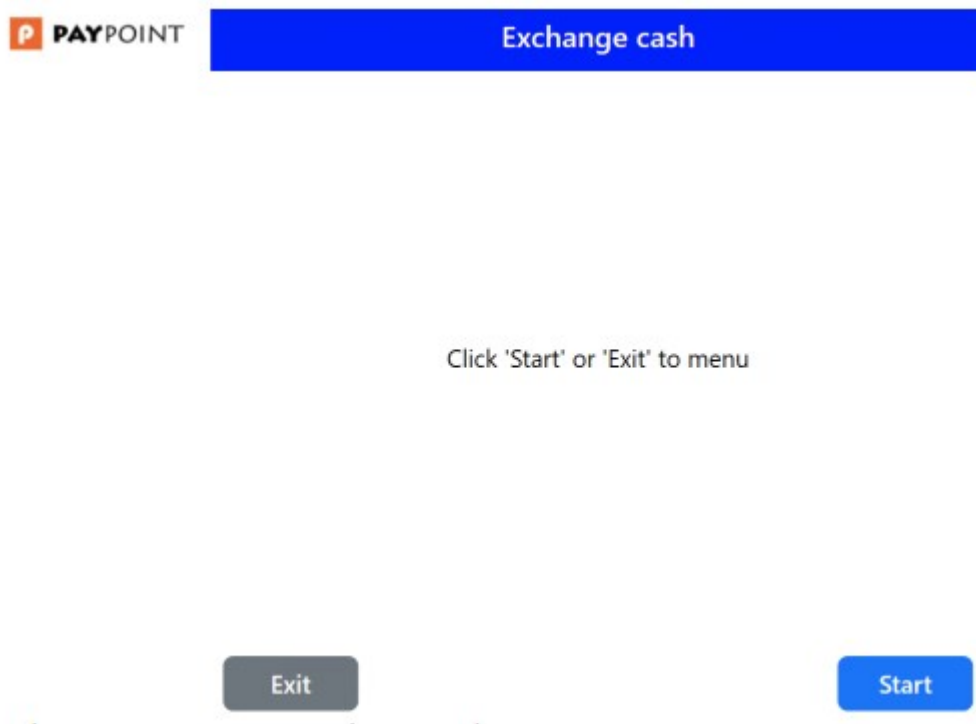 P PAYPOINT
Exchange cash
Click 'Start' or 'Exit' to menu
Exit
Start